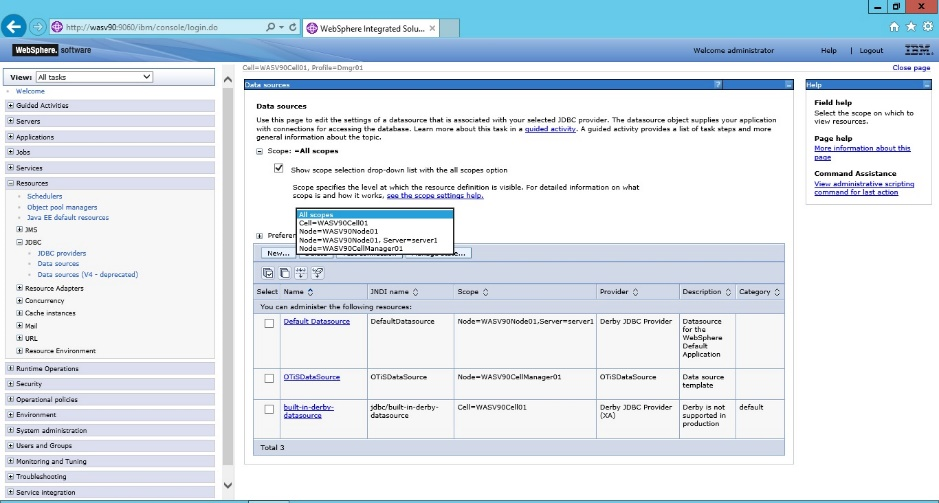 http://wasv90:9060/ibm/console/login.do
WebSphere Integrated Solu...
WebSphere. software
Welcome administrator
Help | Logout
IBM.
View: All tasks
Cell=WASV90Cell01, Profile=Dmgr01
Close page
Welcome
Guided Activities
Servers
Applications
Jobs
Services
Resources
Schedulers
Object pool managers
Java EE default resources
JMS
JDBC
JDBC providers
Data sources
Data sources (V4 - deprecated)
Resource Adapters
Concurrency
Cache instances
Mail
URL
Resource Environment
Runtime Operations
Security
Operational policies
Environment
System administration
Users and Groups
Monitoring and Tuning
Troubleshooting
Service integration
Data sources
?
Data sources
Use this page to edit the settings of a datasource that is associated with your selected JDBC provider. The datasource object supplies your application
with connections for accessing the database. Learn more about this task in a guided activity. A guided activity provides a list of task steps and more
general information about the topic.
Scope: =All scopes
Show scope selection drop-down list with the all scopes option
Scope specifies the level at which the resource definition is visible. For detailed information on what
scope is and how it works, see the scope settings help.
All scopes
Cell=WASV90Cell01
Node=WASV90Node01
Node=WASV90Node01, Server=server1
Node=WASV90CellManager01
Prefere
New...
Select Name JNDI name Scope Provider Description Category
You can administer the following resources:
Default Datasource DefaultDatasource Node=WASV90Node01,Server=server1 Derby JDBC Provider Datasource
for the
WebSphere
Default
Application
OTiSDataSource OTiSDataSource Node=WASV90CellManager01 OTiSDataSource Data source
template
built-in-derby- jdbc/built-in-derby- Cell=WASV90Cell01 Derby JDBC Provider Derby is not default
datasource datasource (XA) supported in
production
Total 3
Help
Field help
Select the scope on which to
view resources.
Page help
More information about this
page
Command Assistance
View administrative scripting
command for last action